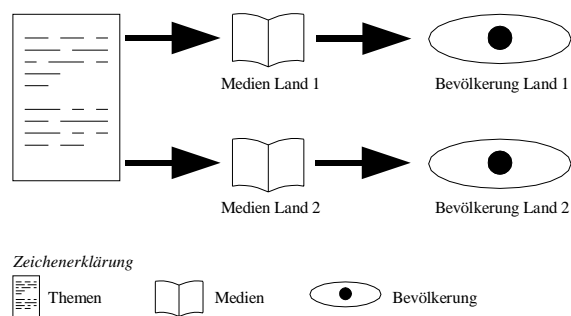 Medien Land 1
Bevölkerung Land 1
Medien Land 2
Bevölkerung Land 2
Zeichenerklärung
Themen
Medien
Bevölkerung